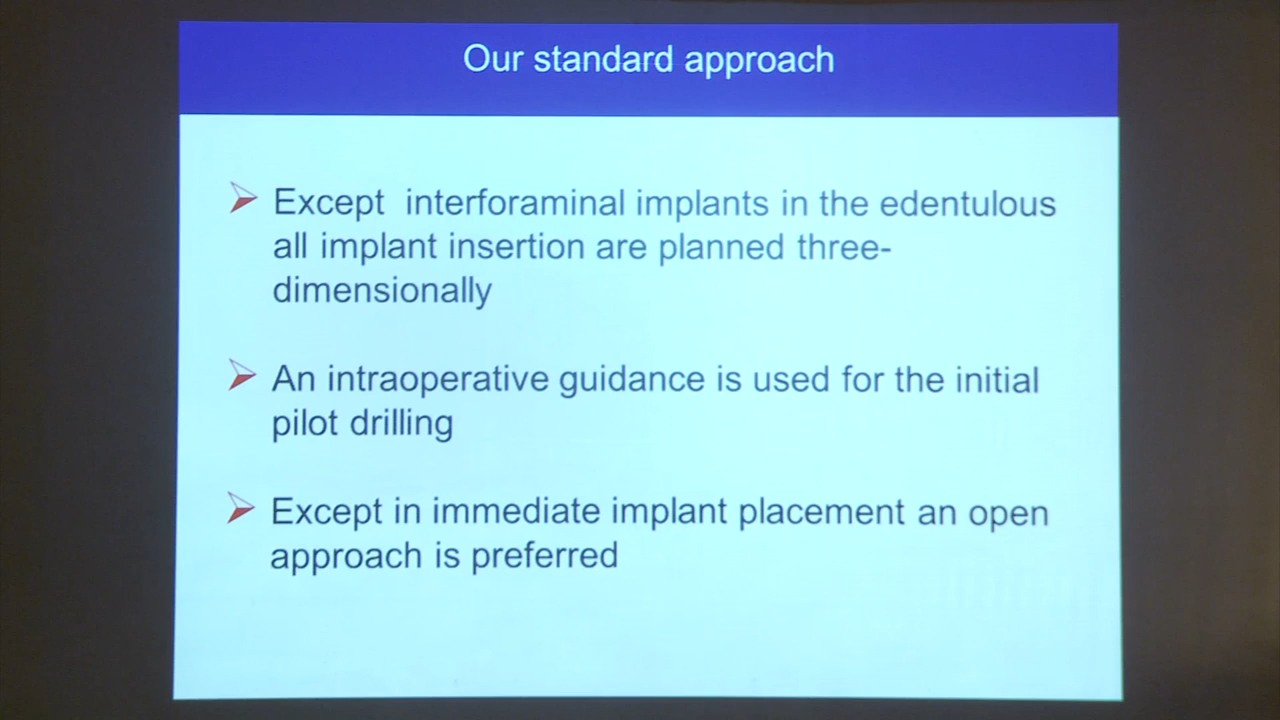 Our standard approach
Except interforaminal implants in the edentulous
all implant insertion are planned three-
dimensionally
An intraoperative guidance is used for the initial
pilot drilling
Except in immediate implant placement an open
approach is preferred